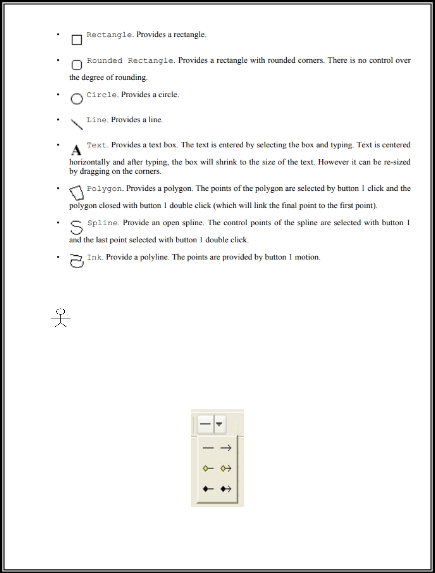 • Rectangle. Provides a rectangle.
• Rounded Rectangle. Provides a rectangle with rounded corners. There is no control over
the degree of rounding.
• Circle. Provides a circle.
• Line. Provides a line.
• Text. Provides a text box. The text is entered by selecting the box and typing. Text is centered
horizontally and after typing, the box will shrink to the size of the text. However it can be re-sized
by dragging on the corners.
• Polygon. Provides a polygon. The points of the polygon are selected by button 1 click and the
polygon closed with button 1 double click (which will link the final point to the first point).
• Spline. Provide an open spline. The control points of the spline are selected with button 1
and the last point selected with button 1 double click.
• Ink. Provide a polyline. The points are provided by button 1 motion.